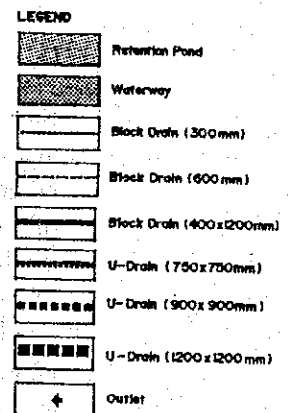 LEGEND
Retention Pond
Waterway
Block Drain (300mm)
Block Drain (600mm)
Block Drain (400x1200mm)
U-Drain (750x750mm)
U-Drain (900x900mm)
U-Drain (1200x1200mm)
Outlet